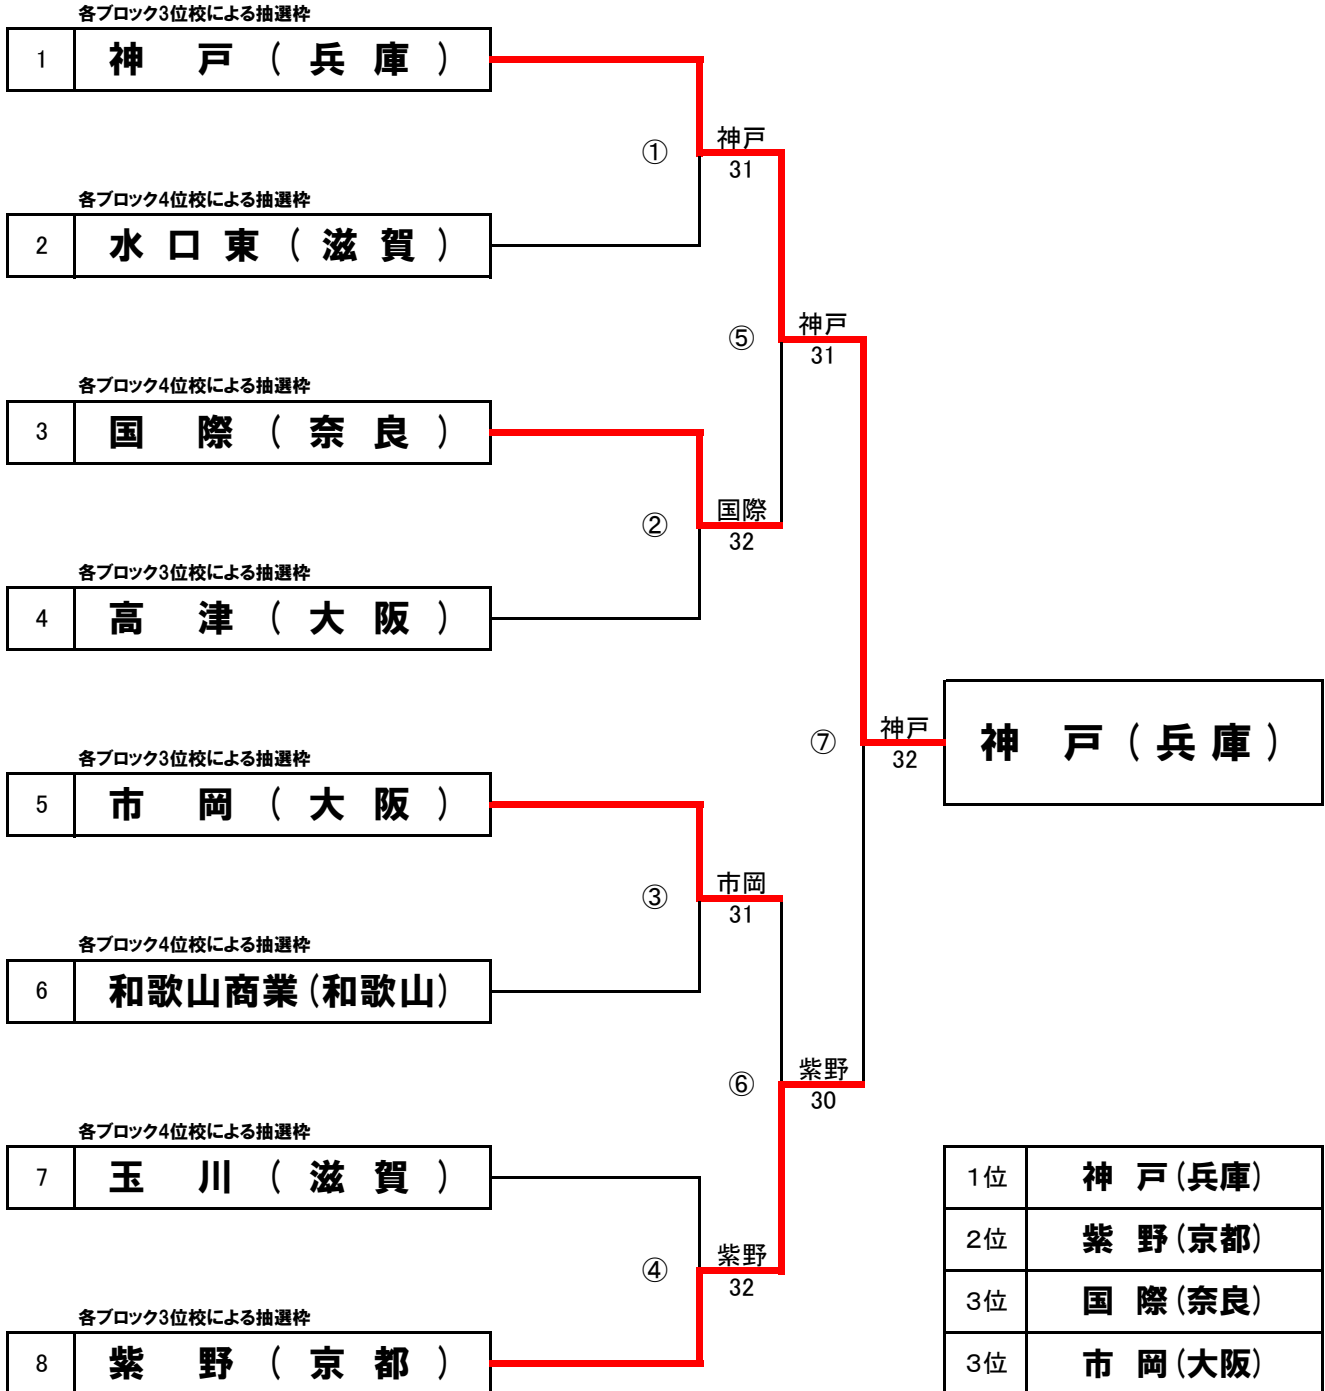 各ブロック3位校による抽選枠
1 神 戸 ( 兵 庫 )
① 神戸
31
各ブロック4位校による抽選枠
2 水 口 東 ( 滋 賀 )
⑤ 神戸
31
各ブロック4位校による抽選枠
3 国 際 ( 奈 良 )
② 国際
32
各ブロック3位校による抽選枠
4 高 津 ( 大 阪 )
⑦ 神戸
32
神 戸 ( 兵 庫 )
各ブロック3位校による抽選枠
5 市 岡 ( 大 阪 )
③ 市岡
31
各ブロック4位校による抽選枠
6 和歌山商業(和歌山)
⑥ 紫野
30
各ブロック4位校による抽選枠
7 玉 川 ( 滋 賀 )
④ 紫野
32
各ブロック3位校による抽選枠
8 紫 野 ( 京 都 )
1位 神 戸(兵庫)
2位 紫 野(京都)
3位 国 際(奈良)
3位 市 岡(大阪)